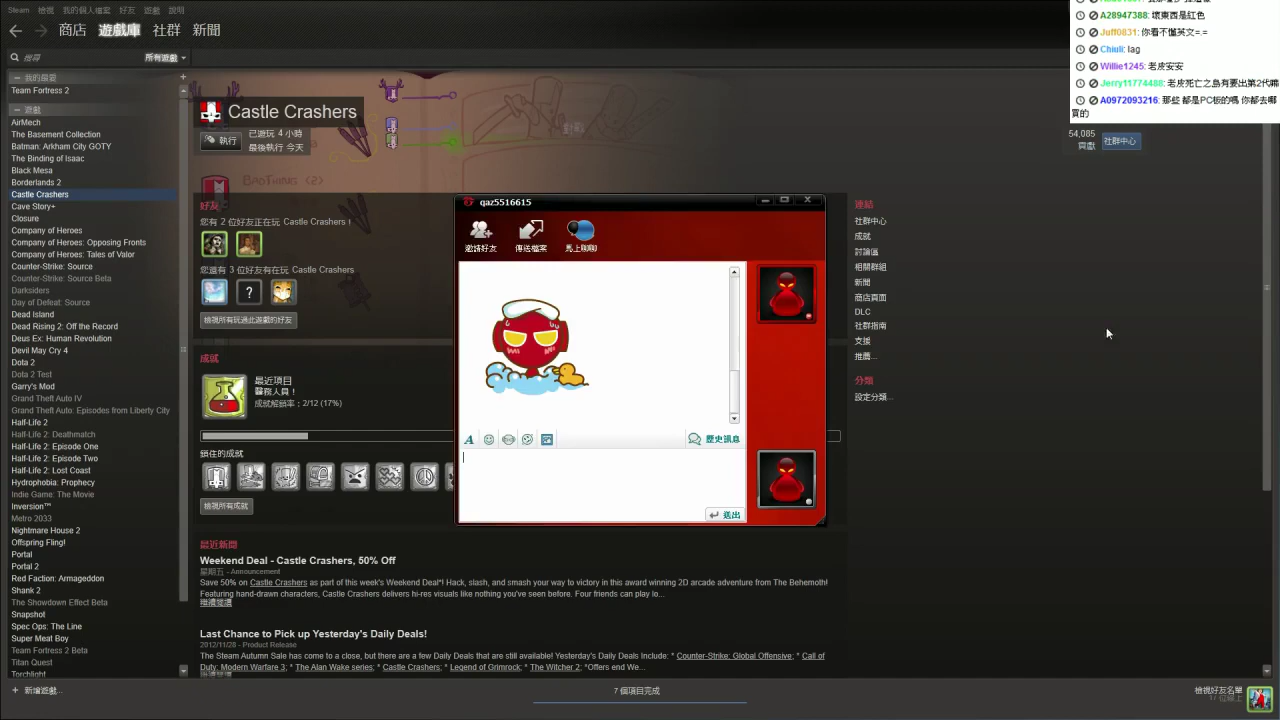 Steam 檢視 我的個人檔案 好友 遊戲 說明
商店 遊戲庫 社群 新聞
搜尋 所有遊戲
我的最愛
Team Fortress 2
遊戲
AirMech
The Basement Collection
Batman: Arkham City GOTY
The Binding of Isaac
Black Mesa
Borderlands 2
Castle Crashers
Cave Story+
Closure
Company of Heroes
Company of Heroes: Opposing Fronts
Company of Heroes: Tales of Valor
Counter-Strike: Source
Counter-Strike: Source Beta
Darksiders
Day of Defeat: Source
Dead Island
Dead Rising 2: Off the Record
Deus Ex: Human Revolution
Devil May Cry 4
Dota 2
Dota 2 Test
Garry's Mod
Grand Theft Auto IV
Grand Theft Auto: Episodes from Liberty City
Half-Life 2
Half-Life 2: Deathmatch
Half-Life 2: Episode One
Half-Life 2: Episode Two
Half-Life 2: Lost Coast
Hydrophobia: Prophecy
Indie Game: The Movie
Inversion™
Metro 2033
Nightmare House 2
Offspring Fling!
Portal
Portal 2
Red Faction: Armageddon
Shank 2
The Showdown Effect Beta
Snapshot
Spec Ops: The Line
Super Meat Boy
Team Fortress 2 Beta
Titan Quest
Torchlight
新增遊戲...
Castle Crashers
執行
已遊玩 4 小時
最後執行 今天
BroThing (2)
好友
您有 2 位好友正在玩 Castle Crashers！
您還有 3 位好友有在玩 Castle Crashers
檢視所有玩過此遊戲的好友
成就
最近項目
醫務人員！
成就解鎖率：2/12 (17%)
鎖住的成就
檢視所有成就
最近新聞
Weekend Deal - Castle Crashers, 50% Off
星期五 - Announcement
Save 50% on Castle Crashers as part of this week's Weekend Deal*! Hack, slash, and smash your way to victory in this award winning 2D arcade adventure from The Behemoth!
Featuring hand-drawn characters, Castle Crashers delivers hi-res visuals like nothing you've seen before. Four friends can play lo...
繼續閱讀
Last Chance to Pick up Yesterday's Daily Deals!
2012/11/28 - Product Release
The Steam Autumn Sale has come to a close, but there are a few Daily Deals that are still available! Yesterday's Daily Deals Include: * Counter-Strike: Global Offensive; * Call of
Duty: Modern Warfare 3; * The Alan Wake series; * Castle Crashers; * Legend of Grimrock; * The Witcher 2; *Offers end We...
繼續閱讀
qaz5516615
邀請好友 傳送檔案 馬上聊聊
A
歷史訊息
送出
連結
社群中心
成就
討論區
相關群組
新聞
商店頁面
DLC
社群指南
支援
推薦...
分類
設定分類...
A28947388: 壞東西是紅色
Juff0831: 你看不懂英文=.=
Chiuli: lag
Willie1245: 老皮安安
Jerry11774488: 老皮死亡之島有要出第2代嘛
A0972093216: 那些 都是PC板的嗎 你都去哪
買的
54,085
貢獻
社群中心
7 個項目完成
檢視好友名單
17 位線上